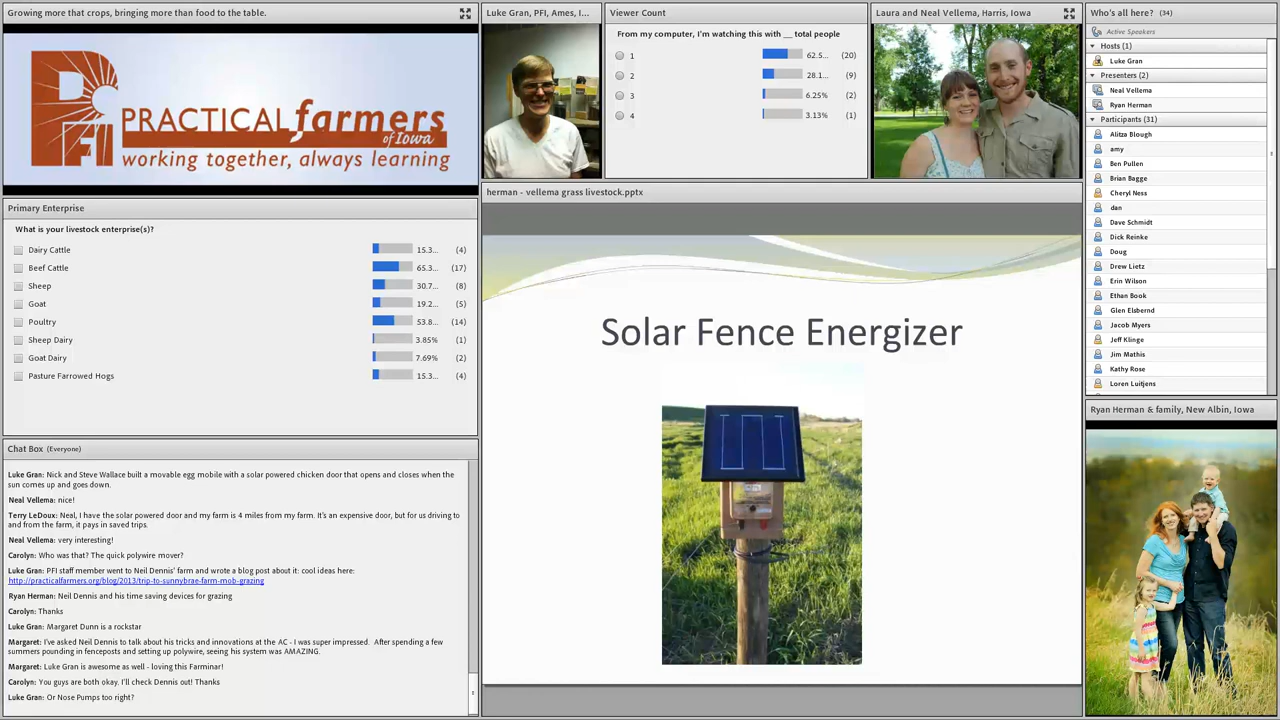 Growing more that crops, bringing more than food to the table.
PRACTICAL farmers
of Iowa
working together, always learning
PFI
Luke Gran, PFI, Ames, I...
Viewer Count
From my computer, I'm watching this with __ total people
1 62.5... (20)
2 28.1... (9)
3 6.25% (2)
4 3.13% (1)
Laura and Neal Vellema, Harris, Iowa
Who's all here? (34)
Active Speakers
Hosts (1)
Luke Gran
Presenters (2)
Neal Vellema
Ryan Herman
Participants (31)
Alitza Blough
amy
Ben Pullen
Brian Bagge
Cheryl Ness
dan
Dave Schmidt
Dick Reinke
Doug
Drew Lietz
Erin Wilson
Ethan Book
Glen Elsbernd
Jacob Myers
Jeff Klinge
Jim Mathis
Kathy Rose
Loren Luitjens
Primary Enterprise
What is your livestock enterprise(s)?
Dairy Cattle 15.3... (4)
Beef Cattle 65.3... (17)
Sheep 30.7... (8)
Goat 19.2... (5)
Poultry 53.8... (14)
Sheep Dairy 3.85% (1)
Goat Dairy 7.69% (2)
Pasture Farrowed Hogs 15.3... (4)
herman - vellema grass livestock.pptx
Solar Fence Energizer
Chat Box (Everyone)
Luke Gran: Nick and Steve Wallace built a movable egg mobile with a solar powered chicken door that opens and closes when the
sun comes up and goes down.
Neal Vellema: nice!
Terry LeDoux: Neal, I have the solar powered door and my farm is 4 miles from my farm. It's an expensive door, but for us driving to
and from the farm, it pays in saved trips.
Neal Vellema: very interesting!
Carolyn: Who was that? The quick polywire mover?
Luke Gran: PFI staff member went to Neil Dennis' farm and wrote a blog post about it: cool ideas here:
http://practicalfarmers.org/blog/2013/trip-to-sunnybrae-farm-mob-grazing
Ryan Herman: Neil Dennis and his time saving devices for grazing
Carolyn: Thanks
Luke Gran: Margaret Dunn is a rockstar
Margaret: I've asked Neil Dennis to talk about his tricks and innovations at the AC - I was super impressed. After spending a few
summers pounding in fenceposts and setting up polywire, seeing his system was AMAZING.
Margaret: Luke Gran is awesome as well - loving this Farminar!
Carolyn: You guys are both okay. I'll check Dennis out! Thanks
Luke Gran: Or Nose Pumps too right?
Ryan Herman & family, New Albin, Iowa